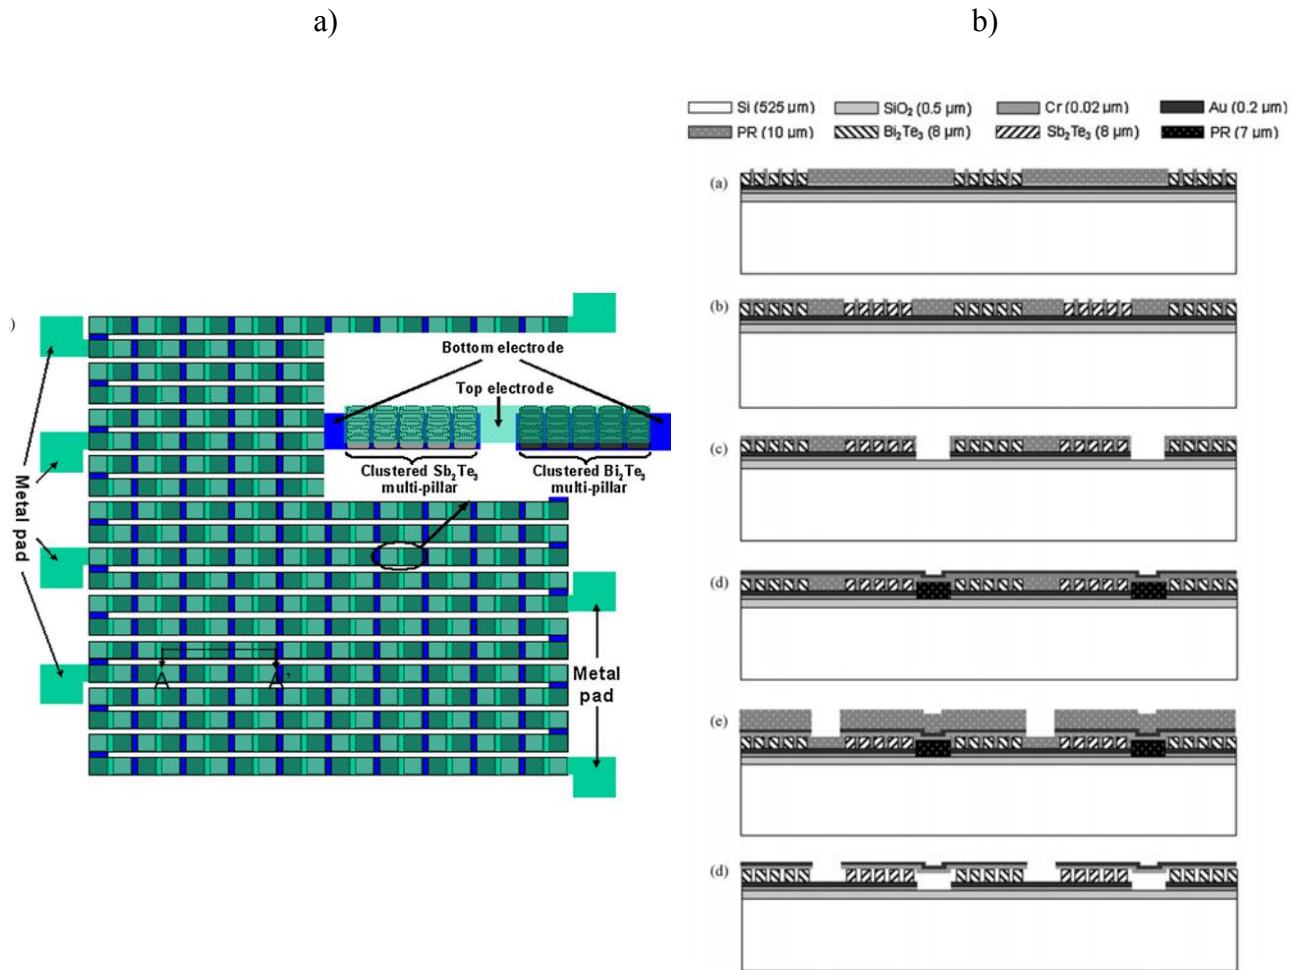 a)
b)
Si (525 µm)
SiO₂ (0.5 µm)
Cr (0.02 µm)
Au (0.2 µm)
PR (10 µm)
Bi₂Te₃ (8 µm)
Sb₂Te₃ (8 µm)
PR (7 µm)
)
Bottom electrode
Top electrode
Clustered Sb₂Te₃
multi-pillar
Clustered Bi₂Te₃
multi-pillar
Metal pad
A
A'
Metal
pad
(a)
(b)
(c)
(d)
(e)
(d)